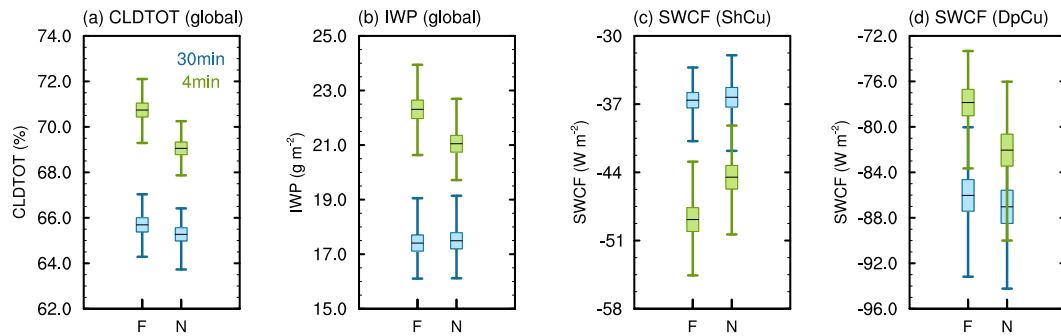 (a) CLDTOT (global)
74.0
72.0
70.0
68.0
66.0
64.0
62.0
CLDTOT (%)
30min
4min
F N
(b) IWP (global)
25.0
23.0
21.0
19.0
17.0
15.0
IWP (g m⁻²)
F N
(c) SWCF (ShCu)
-30
-37
-44
-51
-58
SWCF (W m⁻²)
F N
(d) SWCF (DpCu)
-72.0
-76.0
-80.0
-84.0
-88.0
-92.0
-96.0
SWCF (W m⁻²)
F N